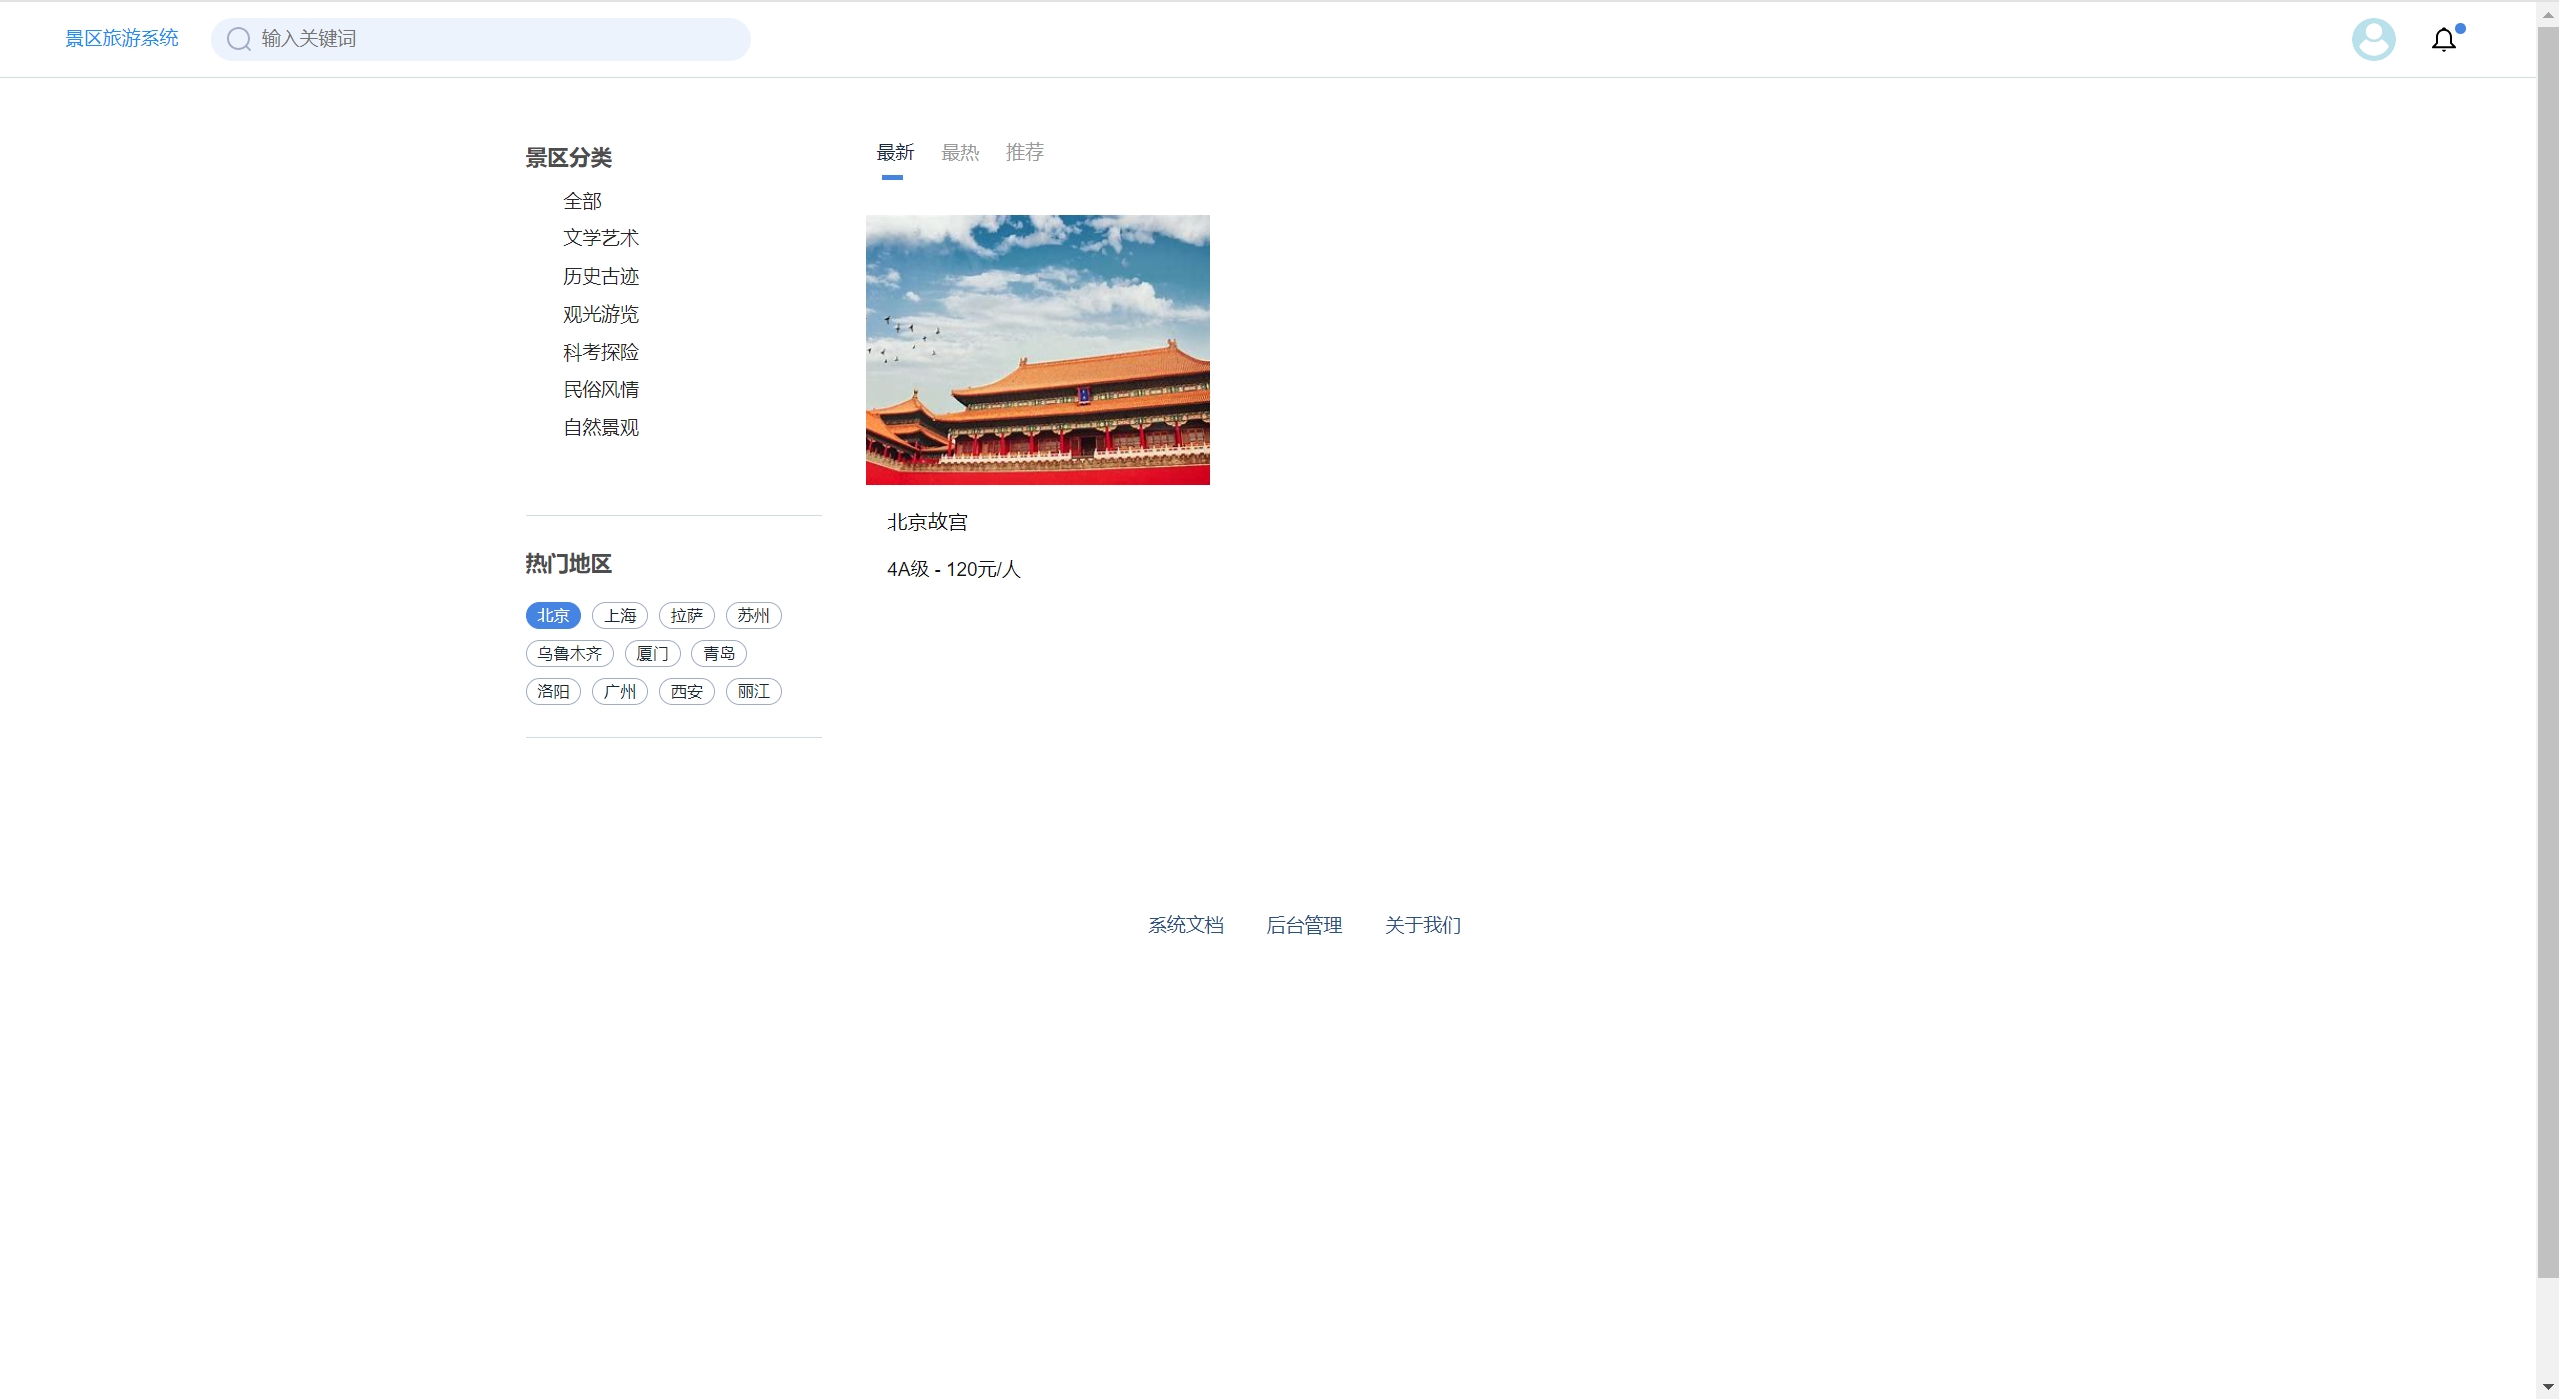 景区旅游系统
输入关键词
景区分类
全部
文学艺术
历史古迹
观光游览
科考探险
民俗风情
自然景观
热门地区
北京 上海 拉萨 苏州
乌鲁木齐 厦门 青岛
洛阳 广州 西安 丽江
最新 最热 推荐
北京故宫
4A级 - 120元/人
系统文档 后台管理 关于我们